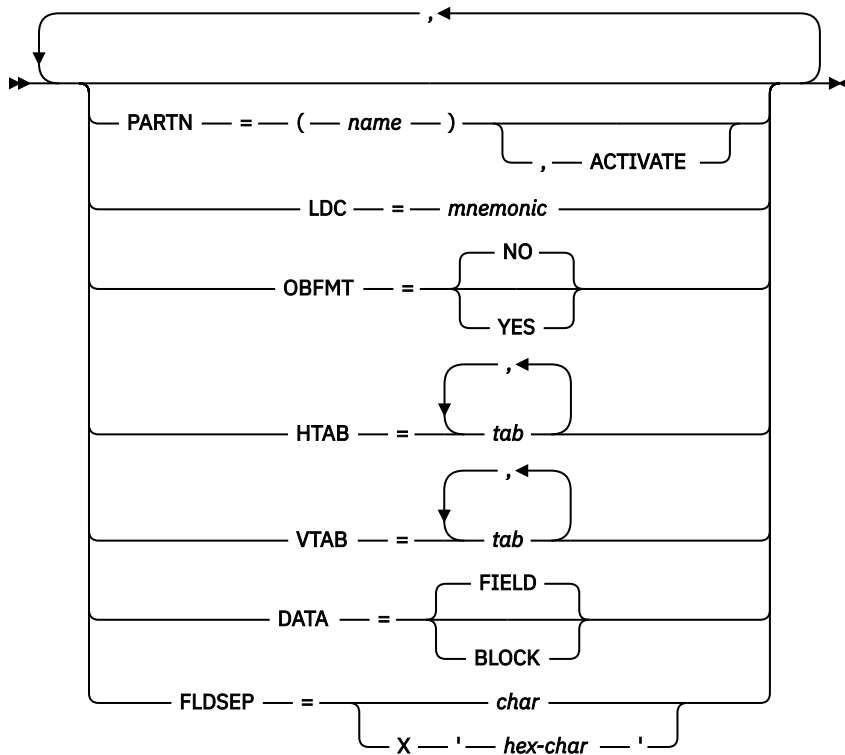 ,
PARTN = ( name )
, ACTIVATE
LDC = mnemonic
NO
OBFMT =
YES
,
HTAB = tab
,
VTAB = tab
FIELD
DATA =
BLOCK
FLDSEP = char
X ' hex-char '